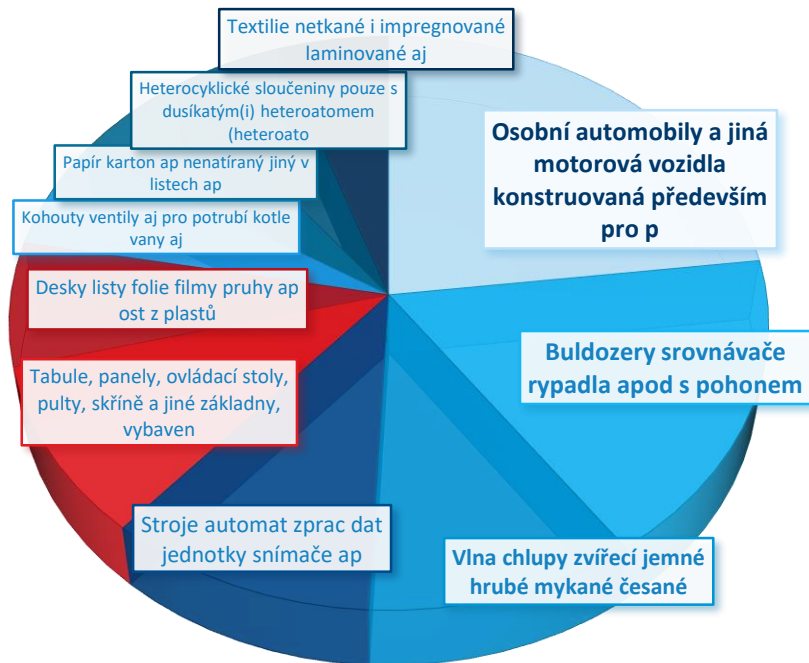 Textilie netkané i impregnované
laminované aj
Heterocyklické sloučeniny pouze s
dusíkatým(i) heteroatomem
(heteroato
Papír karton ap nenatíraný jiný v
listech ap
Kohouty ventily aj pro potrubí kotle
vany aj
Desky listy folie filmy pruhy ap
ost z plastů
Tabule, panely, ovládací stoly,
pulty, skříně a jiné základny,
vybaven
Stroje automat zprac dat
jednotky snímače ap
Osobní automobily a jiná
motorová vozidla
konstruovaná především
pro p
Buldozery srovnávače
rypadla apod s pohonem
Vlna chlupy zvířecí jemné
hrubé mykané česané